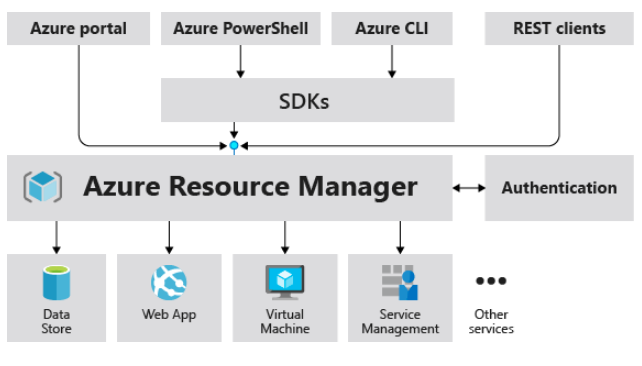 Azure portal
Azure PowerShell
Azure CLI
REST clients
SDKs
Azure Resource Manager
Authentication
Data
Store
Web App
Virtual
Machine
Service
Management
Other
services